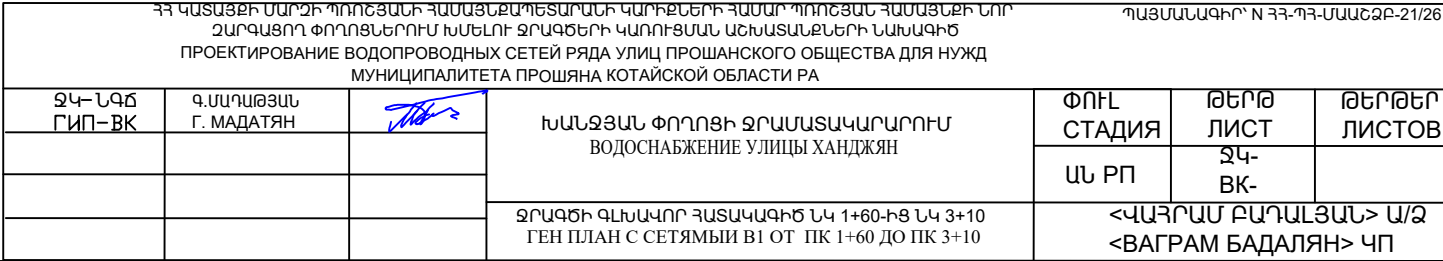 ՀՀ ԿՈՏԱՅՔԻ ՄԱՐԶԻ ՊՌՈՇՅԱՆԻ ՀԱՄԱՅՆՔԱՊԵՏԱՐԱՆԻ ԿԱՐԻՔՆԵՐԻ ՀԱՄԱՐ ՊՌՈՇՅԱՆ ՀԱՄԱՅՆՔԻ ՆՈՐ
ԶԱՐԳԱՑՈՂ ՓՈՂՈՑՆԵՐՈՒՄ ԽՄԵԼՈՒ ՋՐԱԳԾԵՐԻ ԿԱՌՈՒՑՄԱՆ ԱՇԽԱՏԱՆՔՆԵՐԻ ՆԱԽԱԳԻԾ
ПРОЕКТИРОВАНИЕ ВОДОПРОВОДНЫХ СЕТЕЙ РЯДА УЛИЦ ПРОШАНСКОГО ОБЩЕСТВА ДЛЯ НУЖД
МУНИЦИПАЛИТЕТА ПРОШЯНА КОТАЙСКОЙ ОБЛАСТИ РА
ՊԱՅՄԱՆԱԳԻՐ՝ N ՀՀ-ՊՀ-ՄԱԱՇՁԲ-21/26
ՋԿ-ՆԳՃ
ГИП-ВК
Գ.ՄԱԴԱԹՅԱՆ
Г. МАДАТЯН
ԽԱՆՋՅԱՆ ՓՈՂՈՑԻ ՋՐԱՄԱՏԱԿԱՐԱՐՈՒՄ
ВОДОСНАБЖЕНИЕ УЛИЦЫ ХАНДЖЯН
ՓՈՒԼ
СТАДИЯ
ԹԵՐԹ
ЛИСТ
ԹԵՐԹԵՐ
ЛИСТОВ
ԱՆ РП
ՋԿ-
ВК-
ՋՐԱԳԾԻ ԳԼԽԱՎՈՐ ՀԱՏԱԿԱԳԻԾ ՆԿ 1+60-ԻՑ ՆԿ 3+10
ГЕН ПЛАН С СЕТЯМЫИ В1 ОТ ПК 1+60 ДО ПК 3+10
<ՎԱՀՐԱՄ ԲԱԴԱԼՅԱՆ> Ա/Ձ
<ВАГРАМ БАДАЛЯН> ЧП